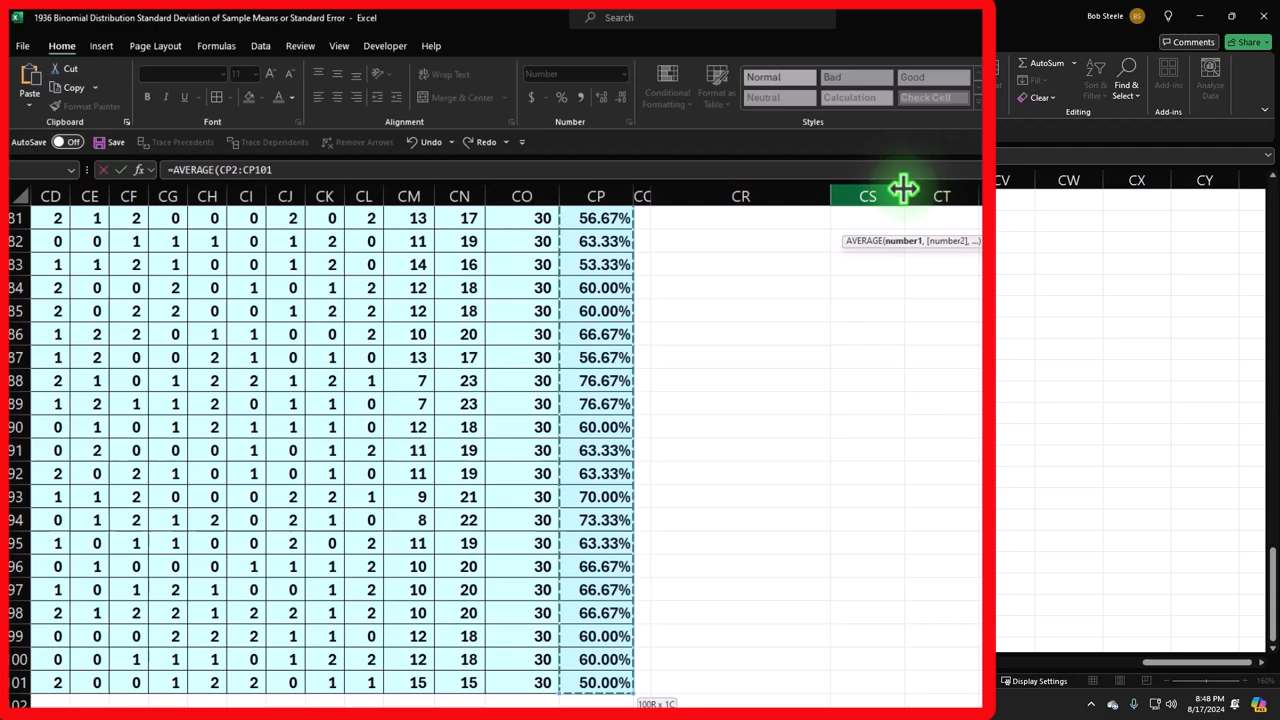 1936 Binomial Distribution Standard Deviation of Sample Means or Standard Error - Excel Search Bob Steele BS
File Home Insert Page Layout Formulas Data Review View Developer Help Comments Share
Paste Cut Copy Format Painter
Clipboard
11 A A B I U A
Font
Wrap Text Merge & Center
Alignment
Number $ % 9
Number
Conditional Formatting Format as Table
Normal Bad Good
Neutral Calculation Check Cell
Styles
AutoSum Fill Clear Sort & Filter Find & Select
Editing
Add-ins
Add-ins
Analyze Data
AutoSave Off Save Trace Precedents Trace Dependents Remove Arrows Undo Redo
fx =AVERAGE(CP2:CP101
CD CE CF CG CH CI CJ CK CL CM CN CO CP CQ CR CS CT CV CW CX CY
81 2 1 2 0 0 0 2 0 2 13 17 30 56.67%
AVERAGE(number1, [number2], ...)
82 0 0 1 1 1 0 1 2 0 11 19 30 63.33%
83 1 1 2 1 0 0 1 2 0 14 16 30 53.33%
84 2 0 0 2 0 1 0 1 2 12 18 30 60.00%
85 2 0 2 2 0 0 1 2 2 12 18 30 60.00%
86 1 2 2 0 1 1 0 0 2 10 20 30 66.67%
87 1 2 0 0 2 1 0 1 0 13 17 30 56.67%
88 2 1 0 1 2 2 1 2 1 7 23 30 76.67%
89 1 2 1 1 2 0 1 1 0 7 23 30 76.67%
90 0 1 0 1 2 0 1 1 0 12 18 30 60.00%
91 0 2 0 0 0 1 0 1 0 11 19 30 63.33%
92 2 0 2 1 0 1 0 1 0 11 19 30 63.33%
93 1 1 2 0 0 0 2 2 1 9 21 30 70.00%
94 0 1 2 1 2 0 2 1 0 8 22 30 73.33%
95 1 0 1 1 0 0 2 0 2 11 19 30 63.33%
96 0 1 0 0 0 1 1 1 2 10 20 30 66.67%
97 1 0 1 2 1 0 0 1 2 10 20 30 66.67%
98 2 1 2 2 1 2 2 1 2 10 20 30 66.67%
99 0 0 0 2 2 2 1 1 0 12 18 30 60.00%
00 0 0 1 1 1 0 1 2 2 12 18 30 60.00%
01 2 0 0 1 2 2 0 1 1 15 15 30 50.00%
02 100R x 1C
Display Settings 160%
8:48 PM
8/17/2024